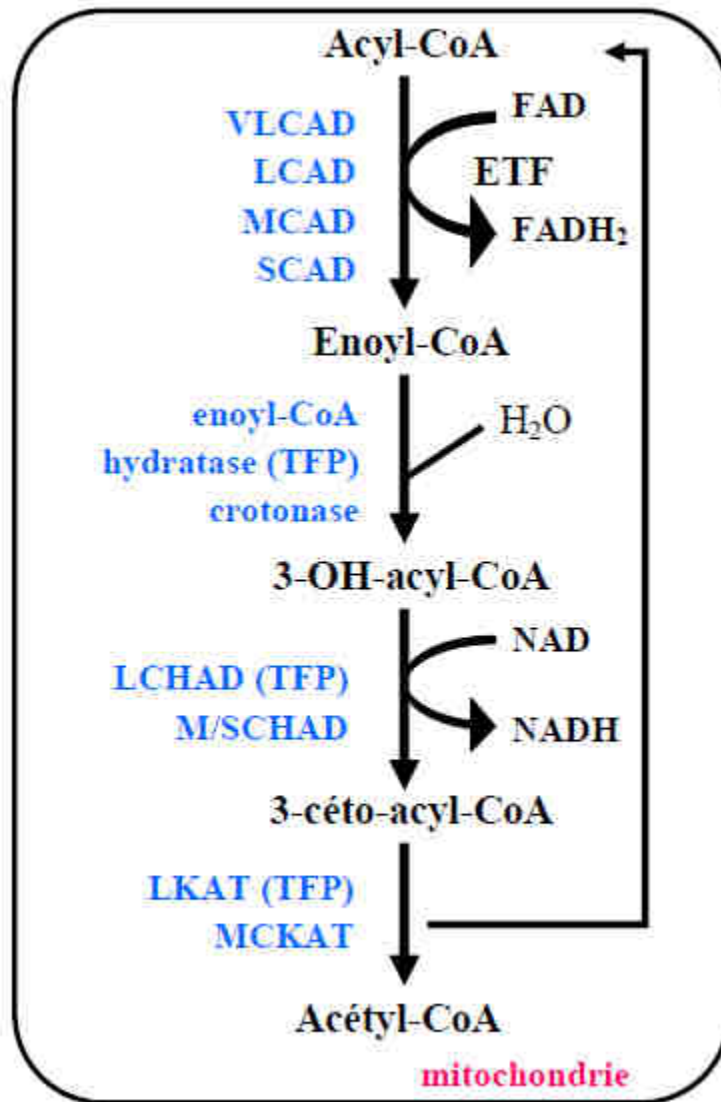 Acyl-CoA
VLCAD
LCAD
MCAD
SCAD
FAD
ETF
FADH₂
Enoyl-CoA
enoyl-CoA
hydratase (TFP)
crotonase
H₂O
3-OH-acyl-CoA
LCHAD (TFP)
M/SCHAD
NAD
NADH
3-céto-acyl-CoA
LKAT (TFP)
MCKAT
Acétyl-CoA
mitochondrie